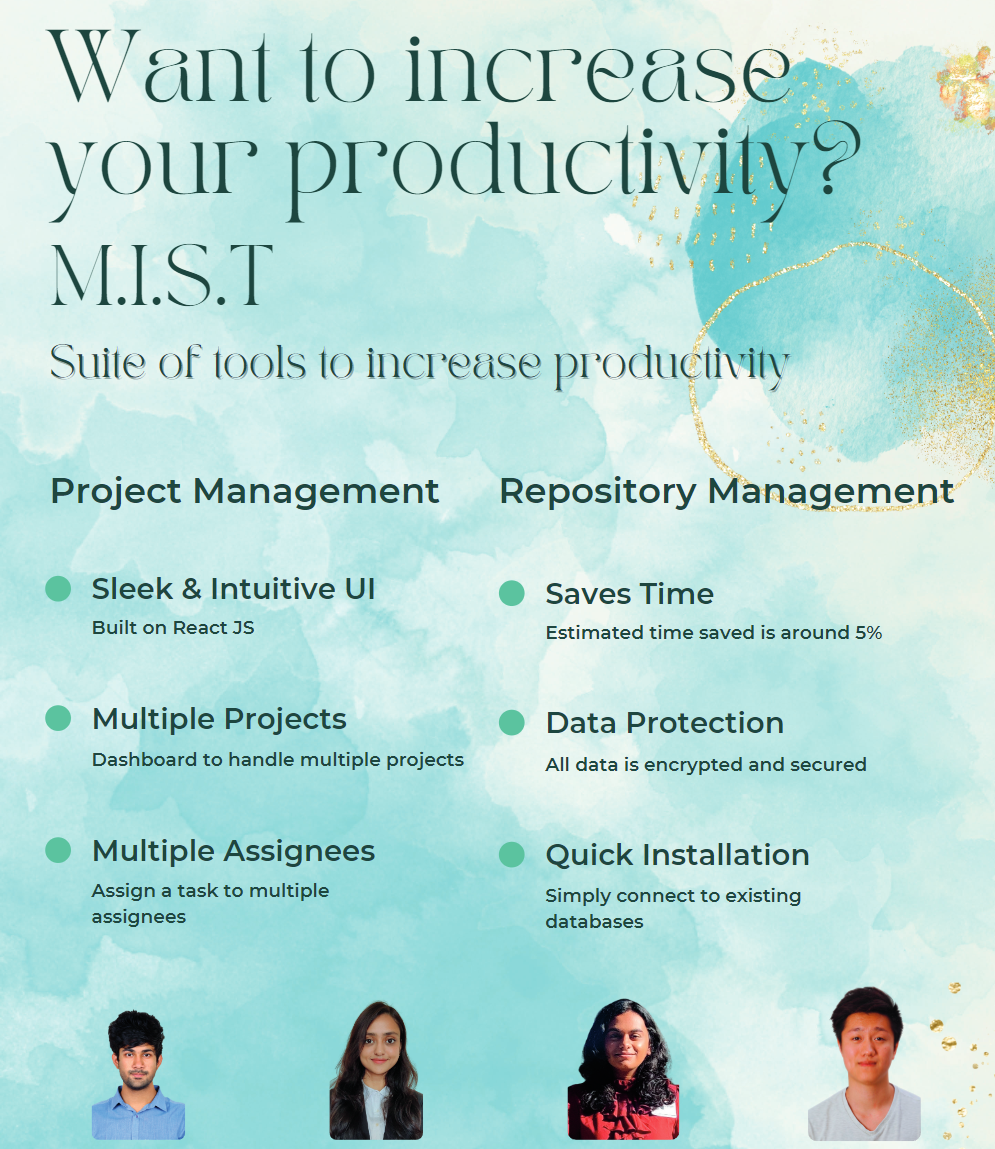 Want to increase
your productivity?
M.I.S.T
Suite of tools to increase productivity
Project Management
Sleek & Intuitive UI
Built on React JS
Multiple Projects
Dashboard to handle multiple projects
Multiple Assignees
Assign a task to multiple
assignees
Repository Management
Saves Time
Estimated time saved is around 5%
Data Protection
All data is encrypted and secured
Quick Installation
Simply connect to existing
databases